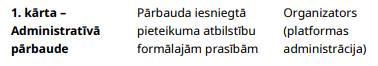 1. kārta – Pārbauda iesniegtā Organizators
Administratīvā pieteikuma atbilstību (platformas
pārbaude formālajām prasībām administrācija)